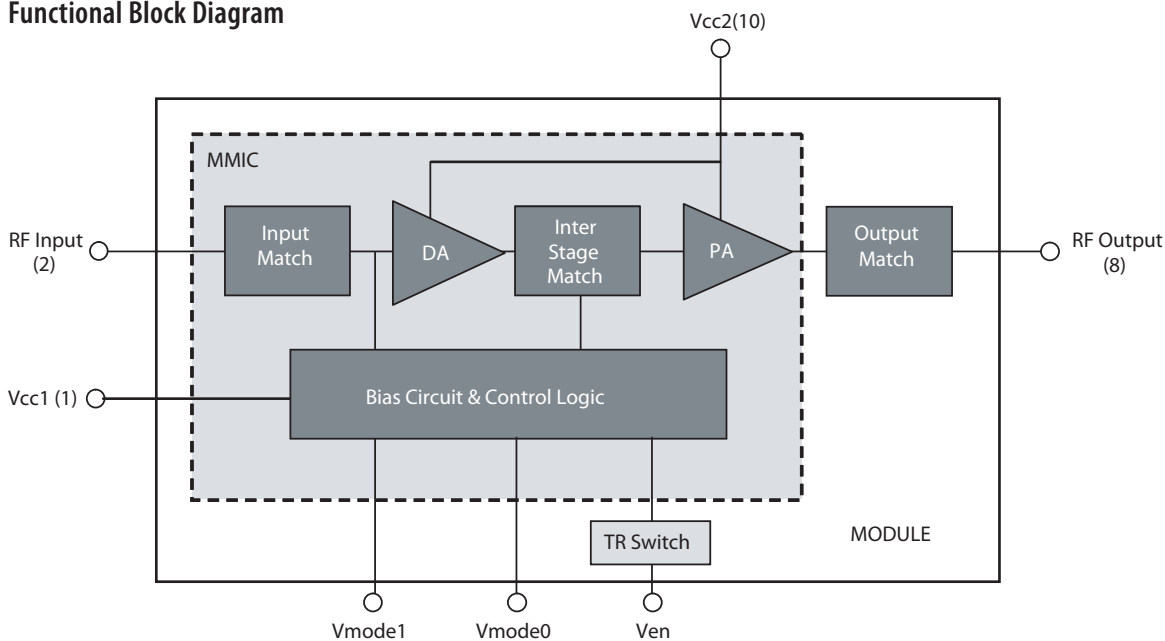 Functional Block Diagram
Vcc2(10)
MMIC
RF Input
(2)
Input
Match
DA
Inter
Stage
Match
PA
Output
Match
RF Output
(8)
Vcc1 (1)
Bias Circuit & Control Logic
TR Switch
MODULE
Vmode1
Vmode0
Ven